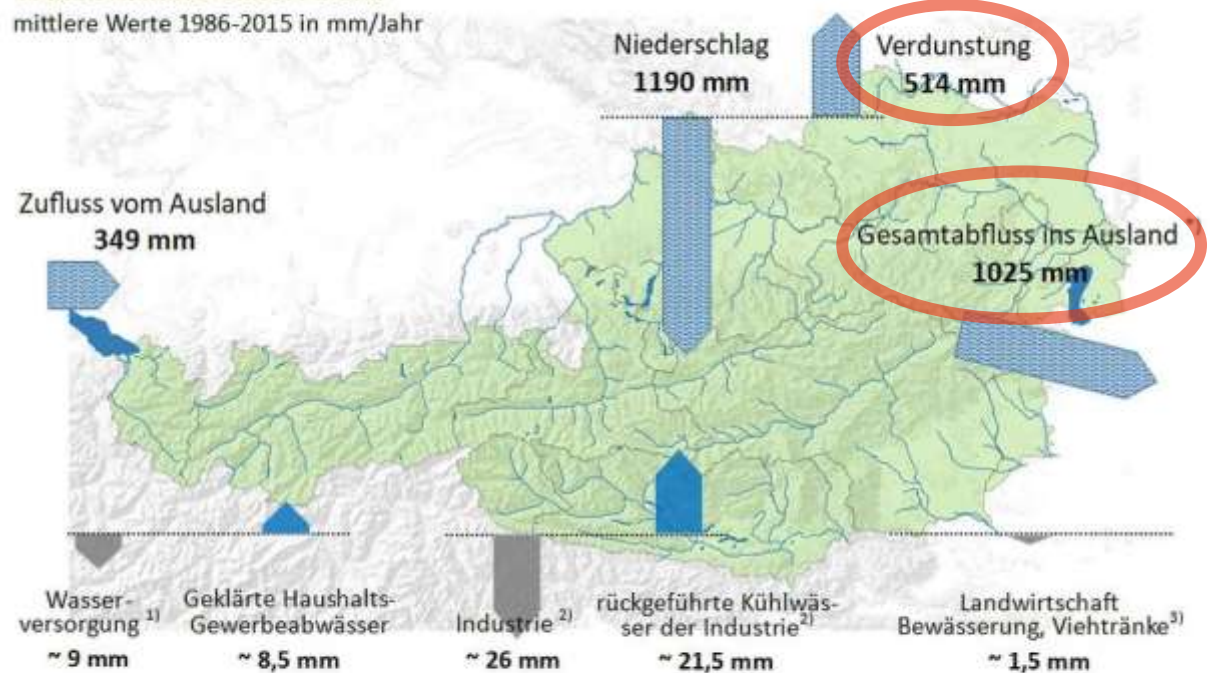 mittlere Werte 1986-2015 in mm/Jahr
Niederschlag
1190 mm
Verdunstung
514 mm
Zufluss vom Ausland
349 mm
Gesamtabfluss ins Ausland
1025 mm
Wasser-
versorgung 1)
~ 9 mm
Geklärte Haushalts-
Gewerbeabwässer
~ 8,5 mm
Industrie 2)
~ 26 mm
rückgeführte Kühlwäs-
ser der Industrie 2)
~ 21,5 mm
Landwirtschaft
Bewässerung, Viehtränke 3)
~ 1,5 mm